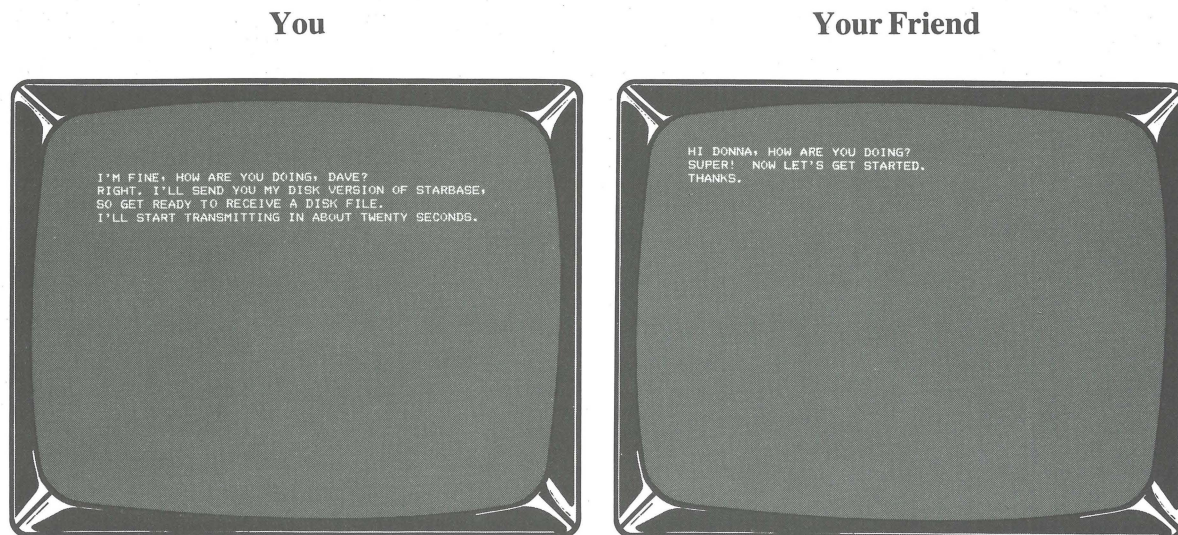 You
I'M FINE, HOW ARE YOU DOING, DAVE?
RIGHT. I'LL SEND YOU MY DISK VERSION OF STARBASE,
SO GET READY TO RECEIVE A DISK FILE.
I'LL START TRANSMITTING IN ABOUT TWENTY SECONDS.
Your Friend
HI DONNA, HOW ARE YOU DOING?
SUPER! NOW LET'S GET STARTED.
THANKS.